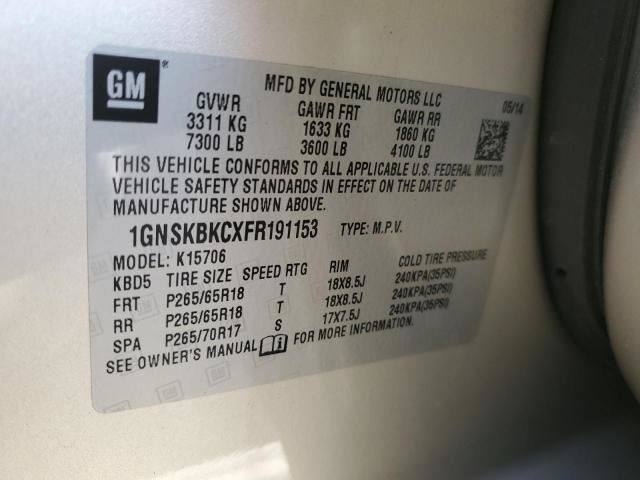 GM®
MFD BY GENERAL MOTORS LLC
05/14
GVWR GAWR FRT GAWR RR
3311 KG 1633 KG 1860 KG
7300 LB 3600 LB 4100 LB
THIS VEHICLE CONFORMS TO ALL APPLICABLE U.S. FEDERAL MOTOR
VEHICLE SAFETY STANDARDS IN EFFECT ON THE DATE OF
MANUFACTURE SHOWN ABOVE.
1GNSKBKCXFR191153 TYPE: M.P.V.
MODEL: K15706
KBD5 TIRE SIZE SPEED RTG RIM COLD TIRE PRESSURE
FRT P265/65R18 T 18X8.5J 240KPA(35PSI)
RR P265/65R18 T 18X8.5J 240KPA(35PSI)
SPA P265/70R17 S 17X7.5J 240KPA(35PSI)
SEE OWNER'S MANUAL FOR MORE INFORMATION.